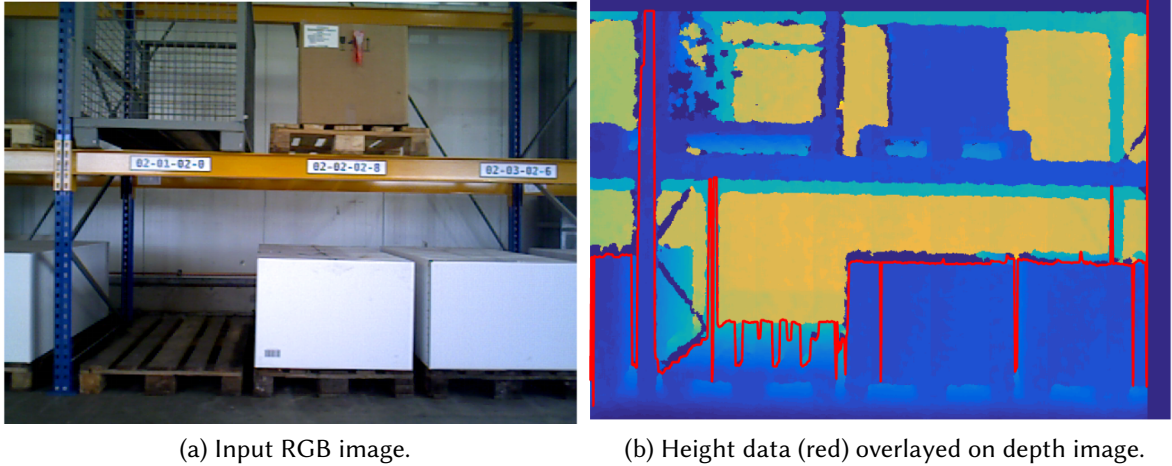 02-01-02-0
02-02-02-8
02-03-02-6
(a) Input RGB image.
(b) Height data (red) overlayed on depth image.